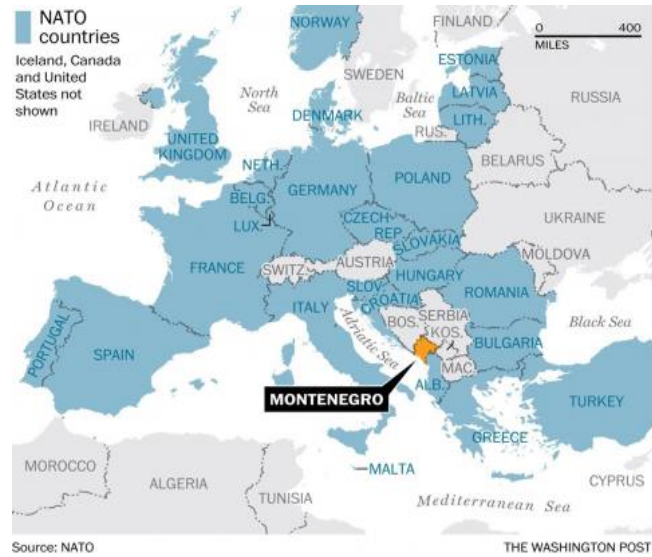 NATO
countries
Iceland, Canada
and United
States not
shown
NORWAY
FINLAND
0 400
MILES
SWEDEN
ESTONIA
North
Sea
Baltic
Sea
LATVIA
RUSSIA
DENMARK
LITH.
IRELAND
RUS.
UNITED
KINGDOM
NETH.
BELARUS
Atlantic
Ocean
BELG.
GERMANY
POLAND
LUX.
CZECH
REP.
UKRAINE
SLOVAKIA
MOLDOVA
FRANCE
SWITZ.
AUSTRIA
HUNGARY
SLOV.
CROATIA
ROMANIA
ITALY
BOS.
SERBIA
KOS.
Black Sea
PORTUGAL
SPAIN
Adriatic Sea
BULGARIA
MAC.
MONTENEGRO
ALB.
TURKEY
GREECE
MOROCCO
ALGERIA
TUNISIA
MALTA
CYPRUS
Mediterranean Sea
Source: NATO
THE WASHINGTON POST